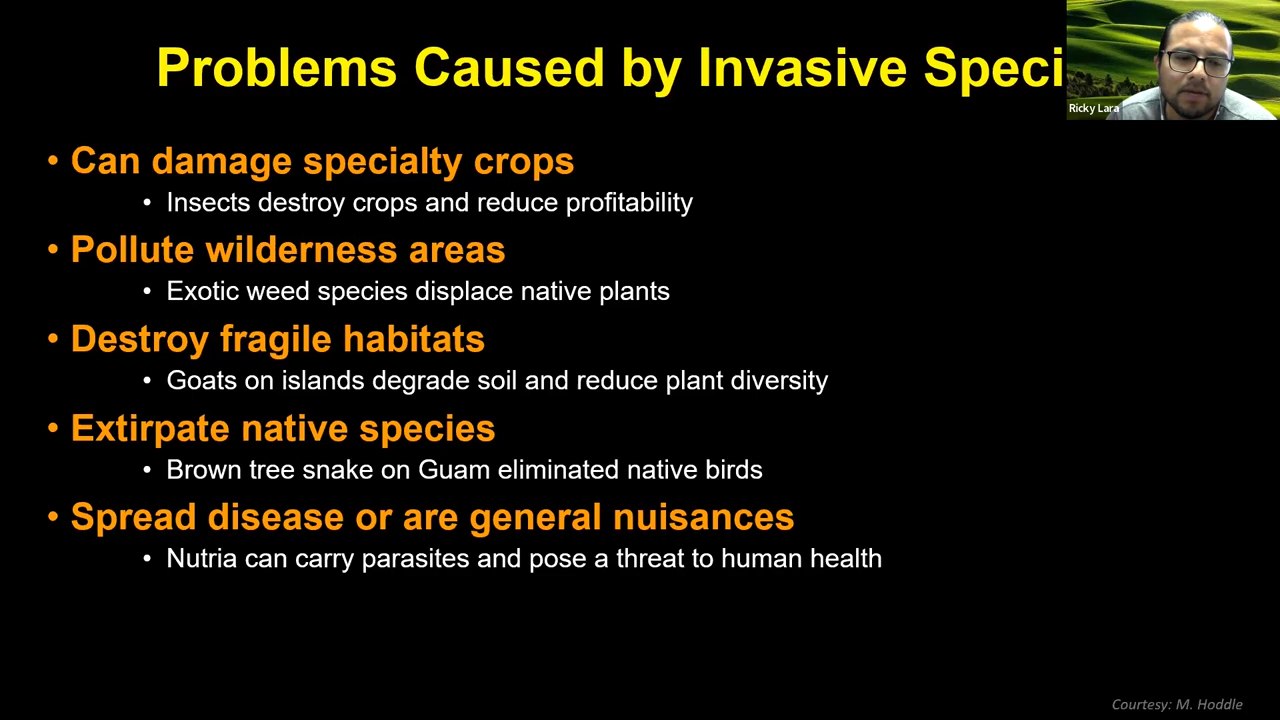 Problems Caused by Invasive Speci
Ricky Lara
• Can damage specialty crops
• Insects destroy crops and reduce profitability
• Pollute wilderness areas
• Exotic weed species displace native plants
• Destroy fragile habitats
• Goats on islands degrade soil and reduce plant diversity
• Extirpate native species
• Brown tree snake on Guam eliminated native birds
• Spread disease or are general nuisances
• Nutria can carry parasites and pose a threat to human health
Courtesy: M. Hoddle